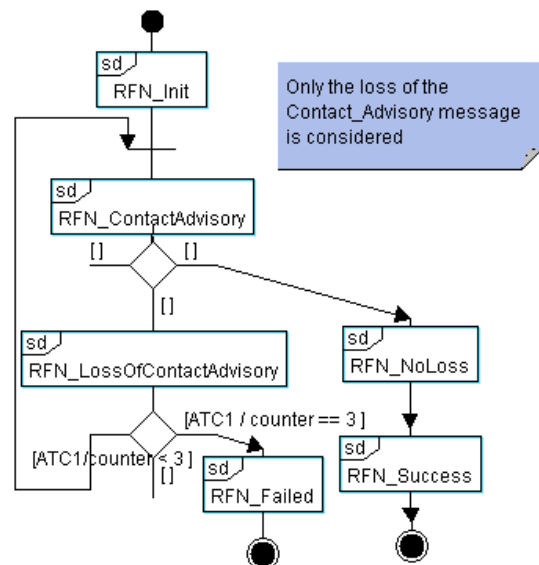 sd
RFN_Init
Only the loss of the
Contact_Advisory message
is considered
sd
RFN_ContactAdvisory
[ ]
[ ]
[ ]
sd
RFN_LossOfContactAdvisory
sd
RFN_NoLoss
[ATC1 / counter == 3 ]
[ATC1/counter < 3 ]
[ ]
sd
RFN_Failed
sd
RFN_Success